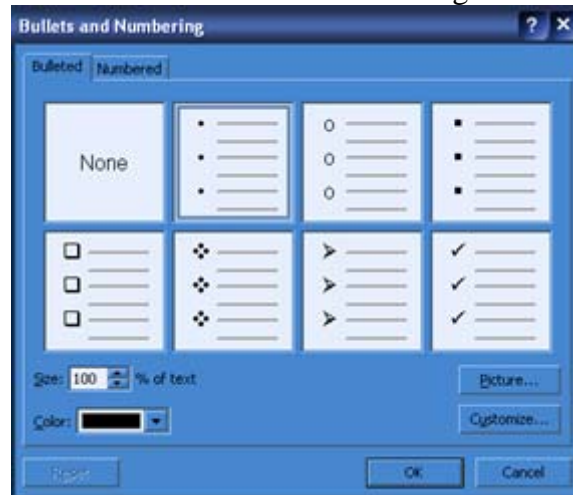 Bullets and Numbering
Bulleted Numbered
None
Size: 100 % of text
Picture...
Color:
Customize...
Reset OK Cancel